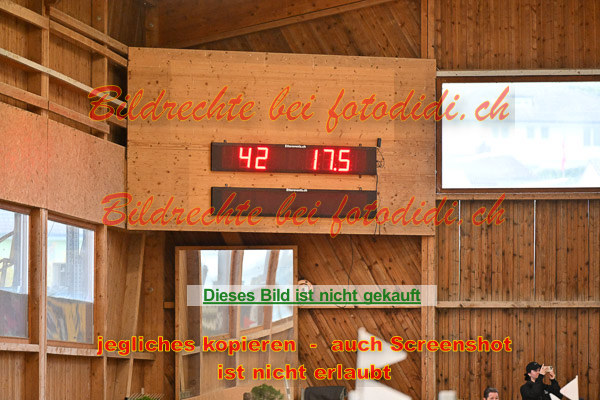 Bildrechte bei fotodidi.ch
42 17.5
Bildrechte bei fotodidi.ch
Dieses Bild ist nicht gekauft
jegliches kopieren - auch Screenshot
ist nicht erlaubt